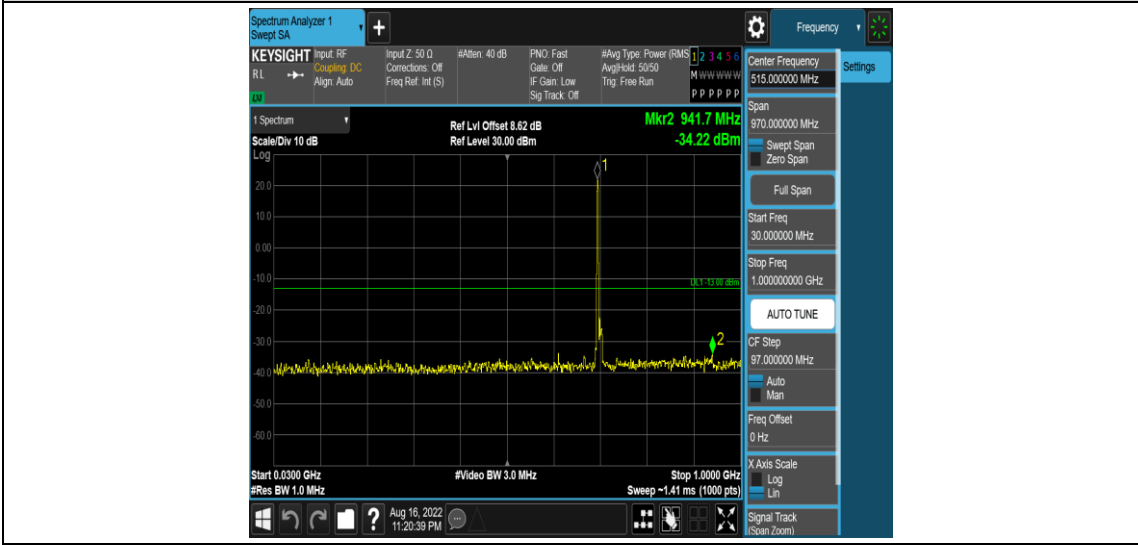 Spectrum Analyzer 1
Swept SA
+
Frequency
KEYSIGHT
RL
LXI
Input: RF
Coupling: DC
Align: Auto
Input Z: 50 Ω
Corrections: Off
Freq Ref: Int (S)
#Atten: 40 dB
PNO: Fast
Gate: Off
IF Gain: Low
Sig Track: Off
#Avg Type: Power (RMS
Avg|Hold: 50/50
Trig: Free Run
1 2 3 4 5 6
M W W W W W
P P P P P P
1 Spectrum
Scale/Div 10 dB
Log
Ref Lvl Offset 8.62 dB
Ref Level 30.00 dBm
Mkr2 941.7 MHz
-34.22 dBm
1
20.0
10.0
0.00
-10.0
DL1 -13.00 dBm
-20.0
-30.0
2
-40.0
-50.0
-60.0
Start 0.0300 GHz
#Video BW 3.0 MHz
Stop 1.0000 GHz
#Res BW 1.0 MHz
Sweep ~1.41 ms (1000 pts)
?
Aug 16, 2022
11:20:39 PM
Center Frequency
515.000000 MHz
Settings
Span
970.000000 MHz
Swept Span
Zero Span
Full Span
Start Freq
30.000000 MHz
Stop Freq
1.000000000 GHz
AUTO TUNE
CF Step
97.000000 MHz
Auto
Man
Freq Offset
0 Hz
X Axis Scale
Log
Lin
Signal Track
(Span Zoom)